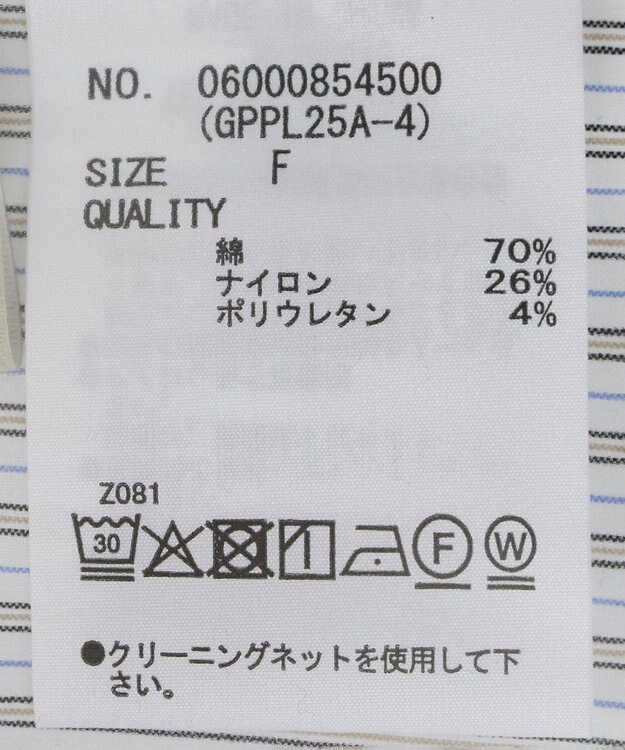 NO. 06000854500
(GPPL25A-4)
SIZE F
QUALITY
綿 70%
ナイロン 26%
ポリウレタン 4%
Z081
30 F W
●クリーニングネットを使用して下
さい。